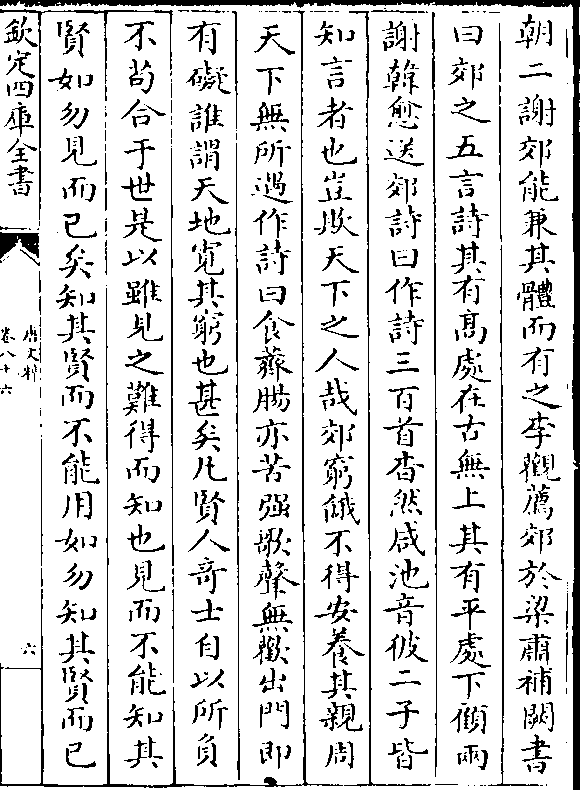 朝二謝郊能兼其體而有之李觀薦郊於梁肅補闕書
曰郊之五言詩其有髙處在古無上其有平處下顧兩
謝韓愈送郊詩曰作詩三百首杳然咸池音彼二子皆
知言者也豈欺天下之人哉郊窮餓不得安養其親周
天下無所遇作詩曰食薺腸亦苦强歌聲無歡出門即
有礙誰謂天地寛其窮也甚矣凡賢人竒士自以所負
不茍合于世是以雖見之難得而知也見而不能知其
賢如勿見而已矣知其賢而不能用如勿知其賢而已
欽定四庫全書
唐文粹
卷八十六
六